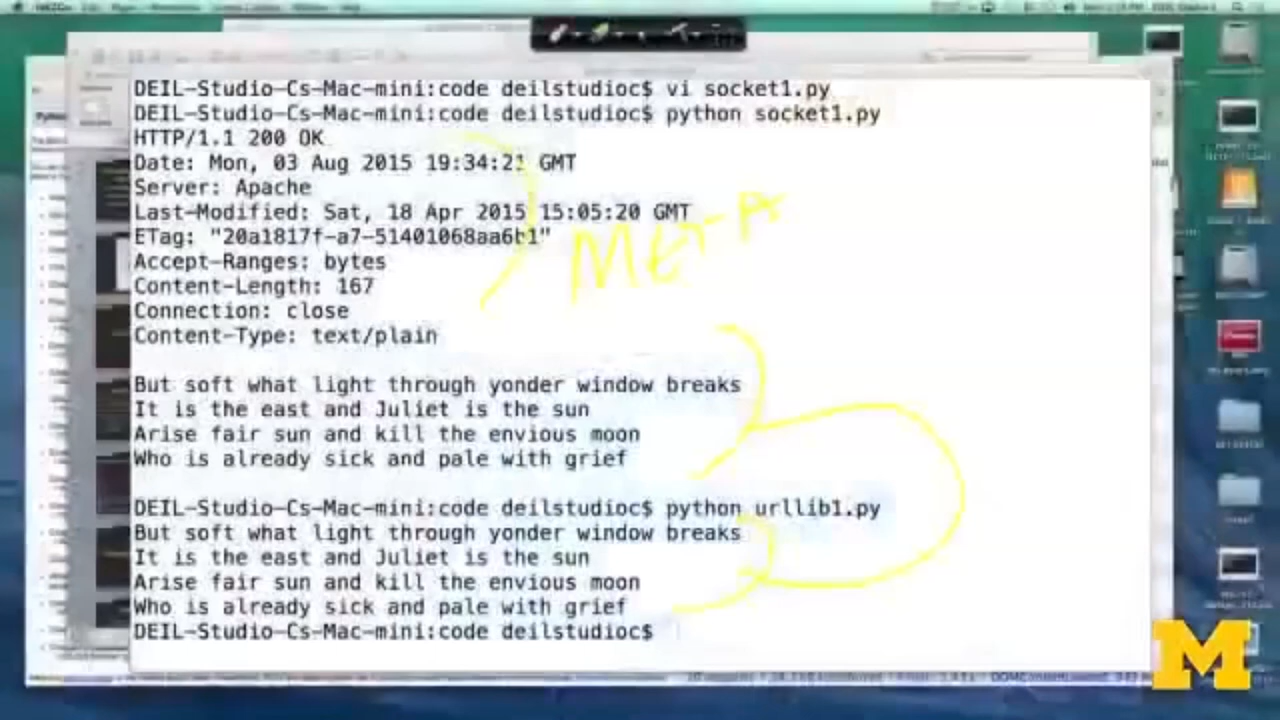 DEIL-Studio-Cs-Mac-mini:code deilstudioc$ vi socket1.py
DEIL-Studio-Cs-Mac-mini:code deilstudioc$ python socket1.py
HTTP/1.1 200 OK
Date: Mon, 03 Aug 2015 19:34:21 GMT
Server: Apache
Last-Modified: Sat, 18 Apr 2015 15:05:20 GMT
ETag: "20a1817f-a7-51401068aa6b1"
META
Accept-Ranges: bytes
Content-Length: 167
Connection: close
Content-Type: text/plain
But soft what light through yonder window breaks
It is the east and Juliet is the sun
Arise fair sun and kill the envious moon
Who is already sick and pale with grief
DEIL-Studio-Cs-Mac-mini:code deilstudioc$ python urllib1.py
But soft what light through yonder window breaks
It is the east and Juliet is the sun
Arise fair sun and kill the envious moon
Who is already sick and pale with grief
DEIL-Studio-Cs-Mac-mini:code deilstudioc$
M